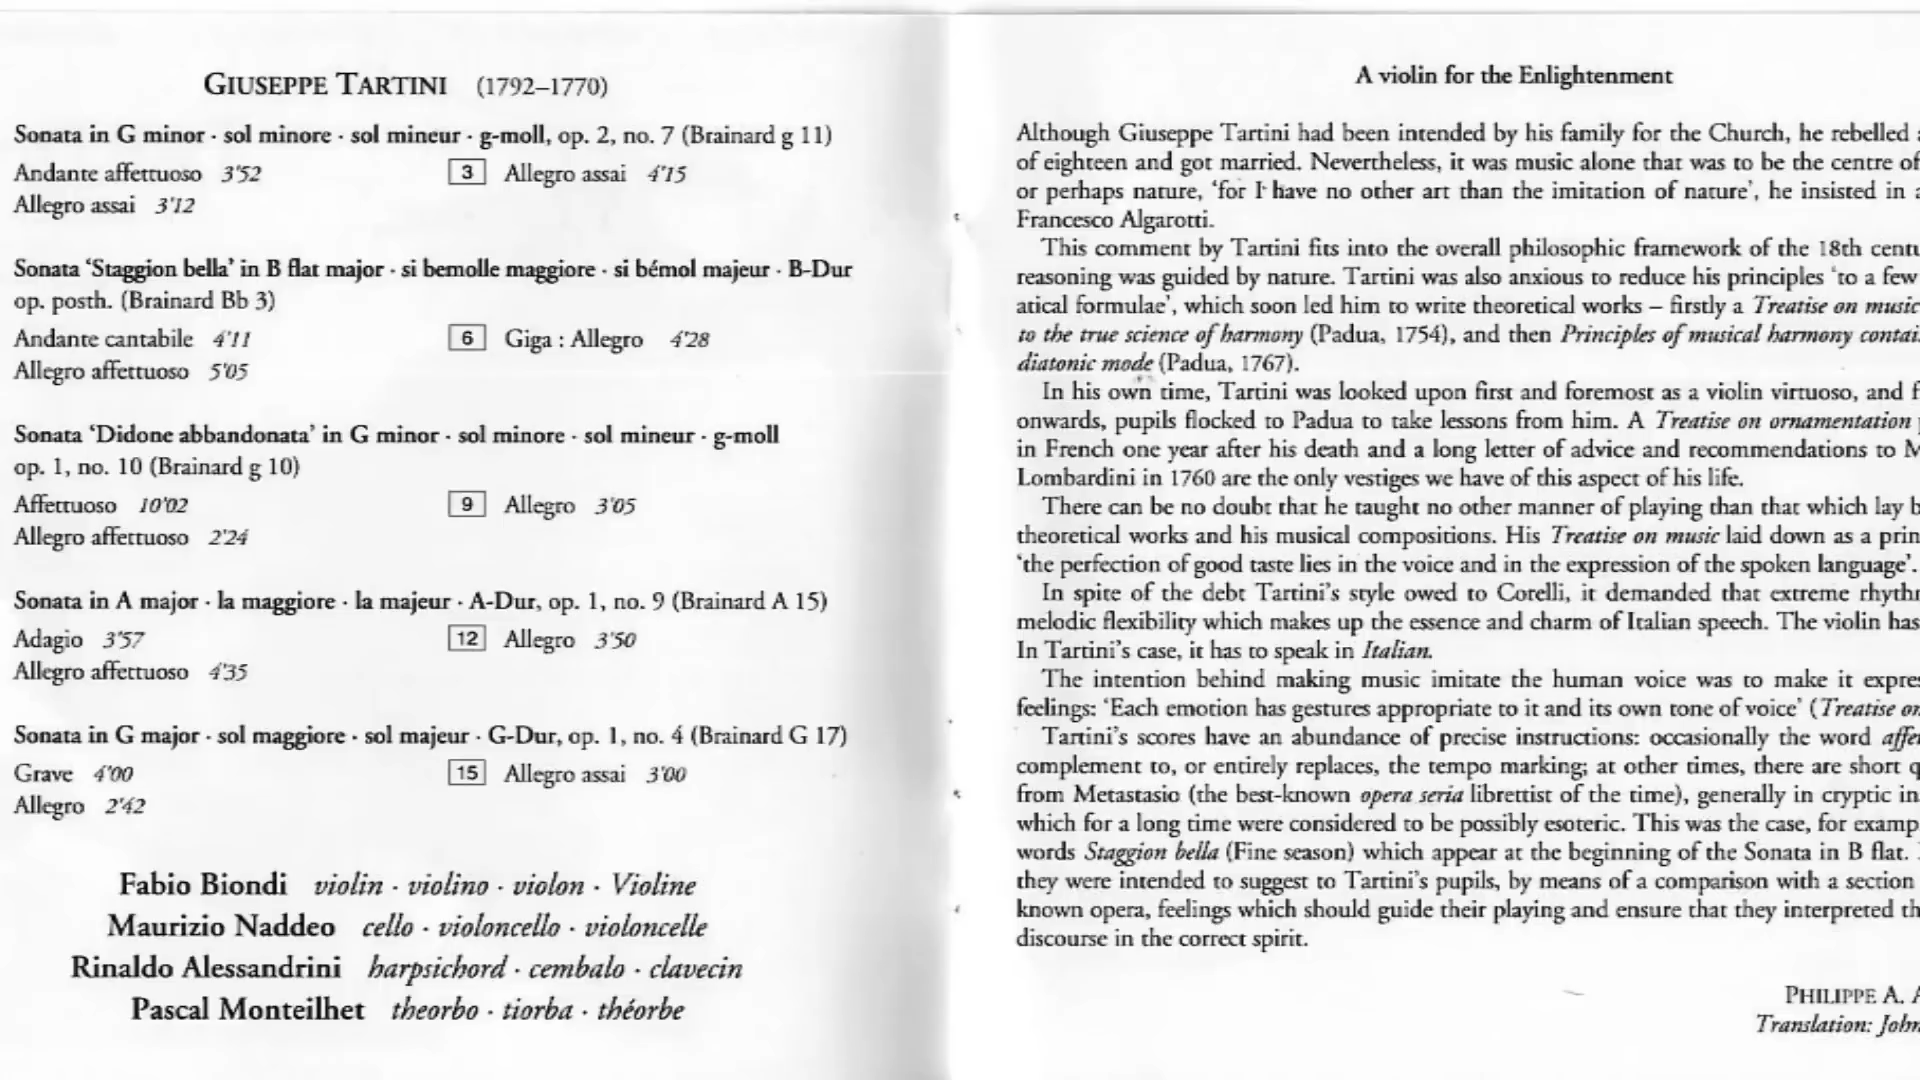 GIUSEPPE TARTINI (1792–1770)
Sonata in G minor · sol minore · sol mineur · g-moll, op. 2, no. 7 (Brainard g 11)
Andante affettuoso 3'52 3 Allegro assai 4'15
Allegro assai 3'12
Sonata ‘Staggion bella’ in B flat major · si bemolle maggiore · si bémol majeur · B-Dur
op. posth. (Brainard Bb 3)
Andante cantabile 4'11 6 Giga : Allegro 4'28
Allegro affettuoso 5'05
Sonata ‘Didone abbandonata’ in G minor · sol minore · sol mineur · g-moll
op. 1, no. 10 (Brainard g 10)
Affettuoso 10'02 9 Allegro 3'05
Allegro affettuoso 2'24
Sonata in A major · la maggiore · la majeur · A-Dur, op. 1, no. 9 (Brainard A 15)
Adagio 3'57 12 Allegro 3'50
Allegro affettuoso 4'35
Sonata in G major · sol maggiore · sol majeur · G-Dur, op. 1, no. 4 (Brainard G 17)
Grave 4'00 15 Allegro assai 3'00
Allegro 2'42
Fabio Biondi violin · violino · violon · Violine
Maurizio Naddeo cello · violoncello · violoncelle
Rinaldo Alessandrini harpsichord · cembalo · clavecin
Pascal Monteilhet theorbo · tiorba · théorbe
A violin for the Enlightenment
Although Giuseppe Tartini had been intended by his family for the Church, he rebelled
of eighteen and got married. Nevertheless, it was music alone that was to be the centre of
or perhaps nature, ‘for I have no other art than the imitation of nature’, he insisted in a
Francesco Algarotti.
This comment by Tartini fits into the overall philosophic framework of the 18th centu
reasoning was guided by nature. Tartini was also anxious to reduce his principles ‘to a few
atical formulae’, which soon led him to write theoretical works – firstly a Treatise on music
to the true science of harmony (Padua, 1754), and then Principles of musical harmony contai
diatonic mode (Padua, 1767).
In his own time, Tartini was looked upon first and foremost as a violin virtuoso, and f
onwards, pupils flocked to Padua to take lessons from him. A Treatise on ornamentation
in French one year after his death and a long letter of advice and recommendations to M
Lombardini in 1760 are the only vestiges we have of this aspect of his life.
There can be no doubt that he taught no other manner of playing than that which lay b
theoretical works and his musical compositions. His Treatise on music laid down as a prin
‘the perfection of good taste lies in the voice and in the expression of the spoken language’.
In spite of the debt Tartini’s style owed to Corelli, it demanded that extreme rhythm
melodic flexibility which makes up the essence and charm of Italian speech. The violin has
In Tartini’s case, it has to speak in Italian.
The intention behind making music imitate the human voice was to make it expres
feelings: ‘Each emotion has gestures appropriate to it and its own tone of voice’ (Treatise on
Tartini’s scores have an abundance of precise instructions: occasionally the word affet
complement to, or entirely replaces, the tempo marking; at other times, there are short q
from Metastasio (the best-known opera seria librettist of the time), generally in cryptic in
which for a long time were considered to be possibly esoteric. This was the case, for examp
words Staggion bella (Fine season) which appear at the beginning of the Sonata in B flat.
they were intended to suggest to Tartini’s pupils, by means of a comparison with a section
known opera, feelings which should guide their playing and ensure that they interpreted th
discourse in the correct spirit.
PHILIPPE A. A
Translation: John